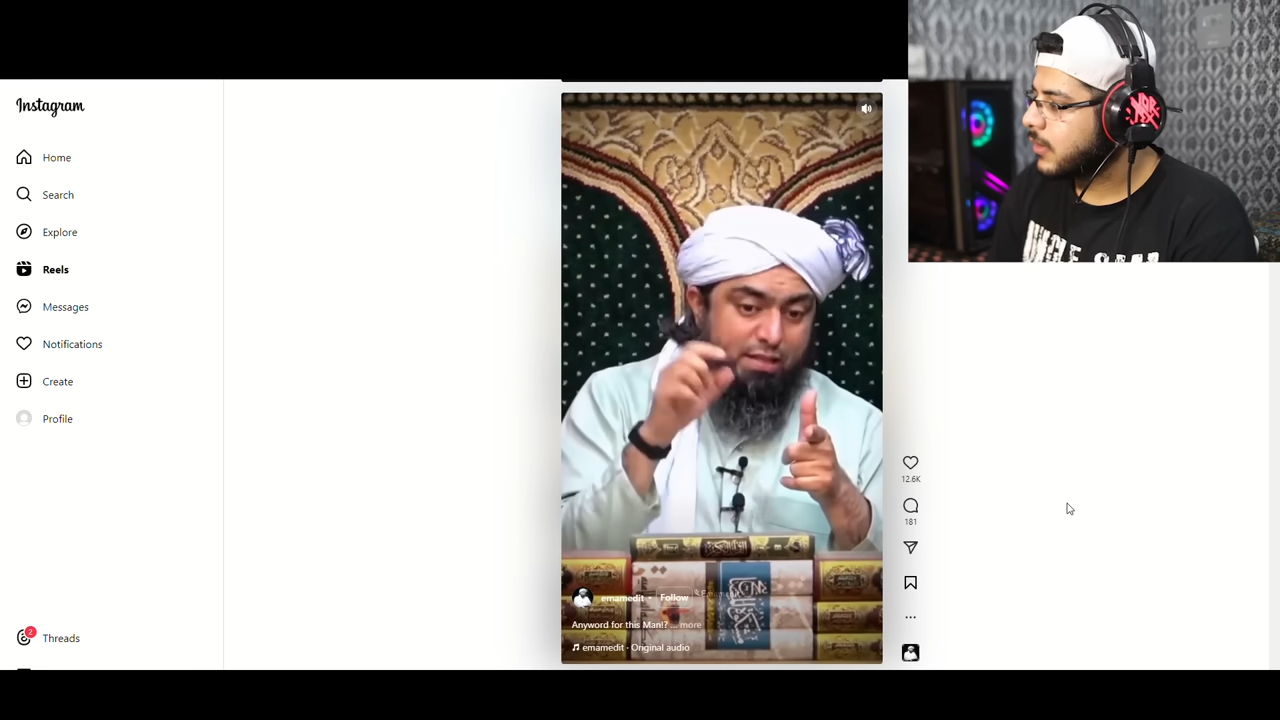 Instagram
Home
Search
Explore
Reels
Messages
Notifications
Create
Profile
2
Threads
12.6K
181
emamedit • Follow
Anyword for this Man!? ... more
emamedit · Original audio